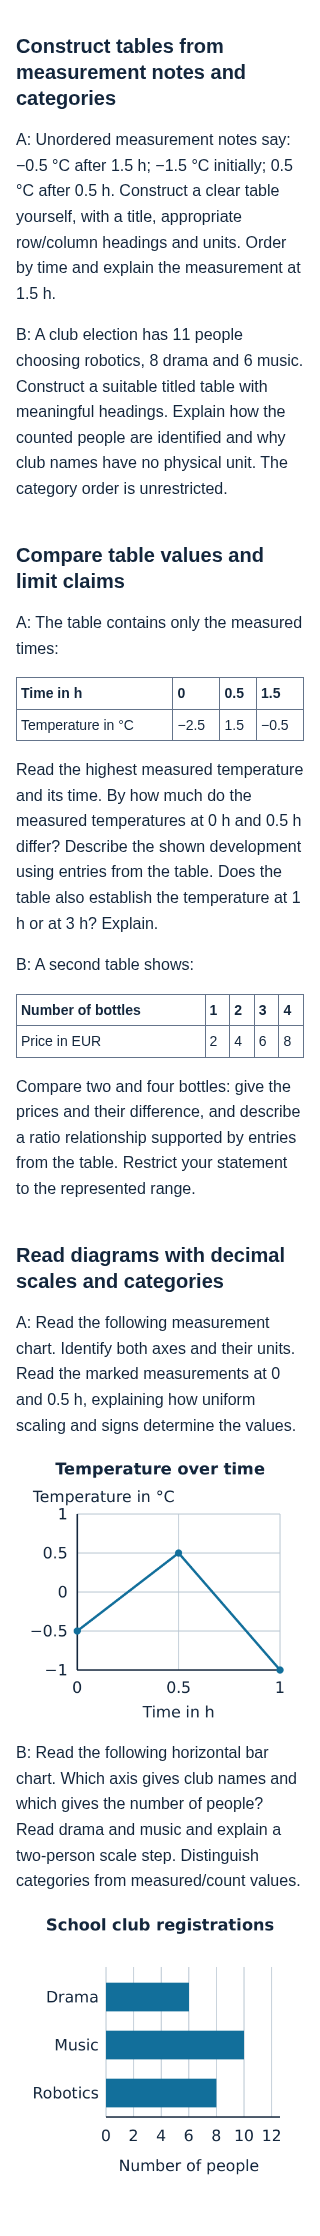 Construct tables from
measurement notes and
categories
A: Unordered measurement notes say:
−0.5 °C after 1.5 h; −1.5 °C initially; 0.5
°C after 0.5 h. Construct a clear table
yourself, with a title, appropriate
row/column headings and units. Order
by time and explain the measurement at
1.5 h.
B: A club election has 11 people
choosing robotics, 8 drama and 6 music.
Construct a suitable titled table with
meaningful headings. Explain how the
counted people are identified and why
club names have no physical unit. The
category order is unrestricted.
Compare table values and
limit claims
A: The table contains only the measured
times:
Time in h 0 0.5 1.5
Temperature in °C −2.5 1.5 −0.5
Read the highest measured temperature
and its time. By how much do the
measured temperatures at 0 h and 0.5 h
differ? Describe the shown development
using entries from the table. Does the
table also establish the temperature at 1
h or at 3 h? Explain.
B: A second table shows:
Number of bottles 1 2 3 4
Price in EUR 2 4 6 8
Compare two and four bottles: give the
prices and their difference, and describe
a ratio relationship supported by entries
from the table. Restrict your statement
to the represented range.
Read diagrams with decimal
scales and categories
A: Read the following measurement
chart. Identify both axes and their units.
Read the marked measurements at 0
and 0.5 h, explaining how uniform
scaling and signs determine the values.
Temperature over time
Temperature in °C
1
0.5
0
−0.5
−1
0 0.5 1
Time in h
B: Read the following horizontal bar
chart. Which axis gives club names and
which gives the number of people?
Read drama and music and explain a
two-person scale step. Distinguish
categories from measured/count values.
School club registrations
Drama
Music
Robotics
0 2 4 6 8 10 12
Number of people